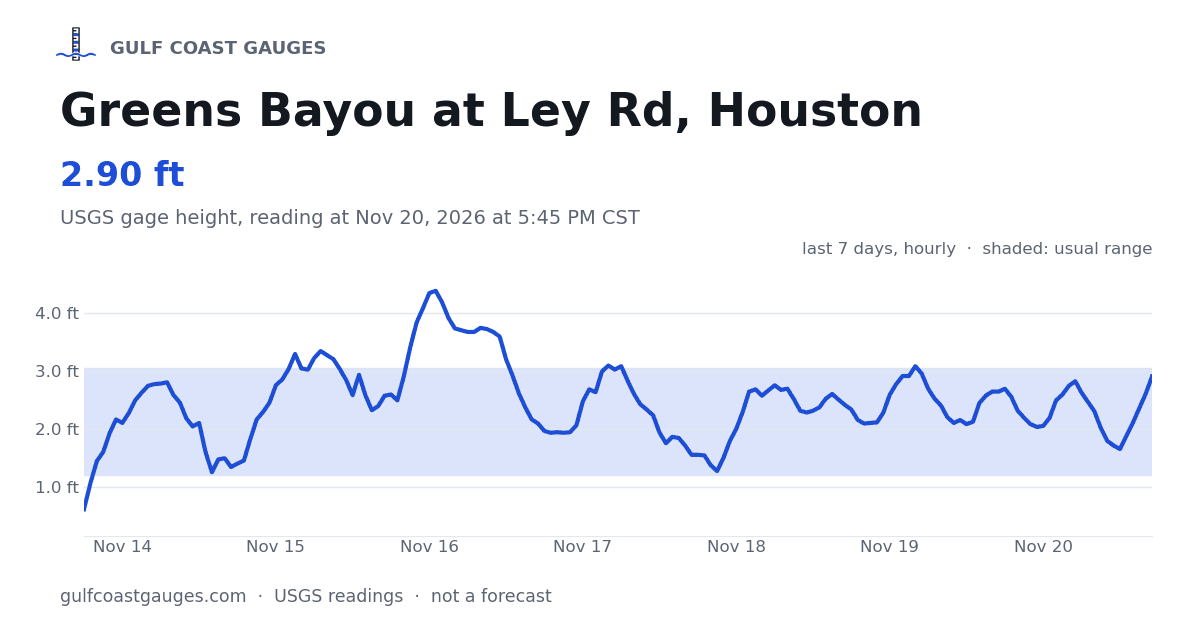 GULF COAST GAUGES
Greens Bayou at Ley Rd, Houston
2.90 ft
USGS gage height, reading at Nov 20, 2026 at 5:45 PM CST
last 7 days, hourly · shaded: usual range
4.0 ft
3.0 ft
2.0 ft
1.0 ft
Nov 14 Nov 15 Nov 16 Nov 17 Nov 18 Nov 19 Nov 20
gulfcoastgauges.com · USGS readings · not a forecast